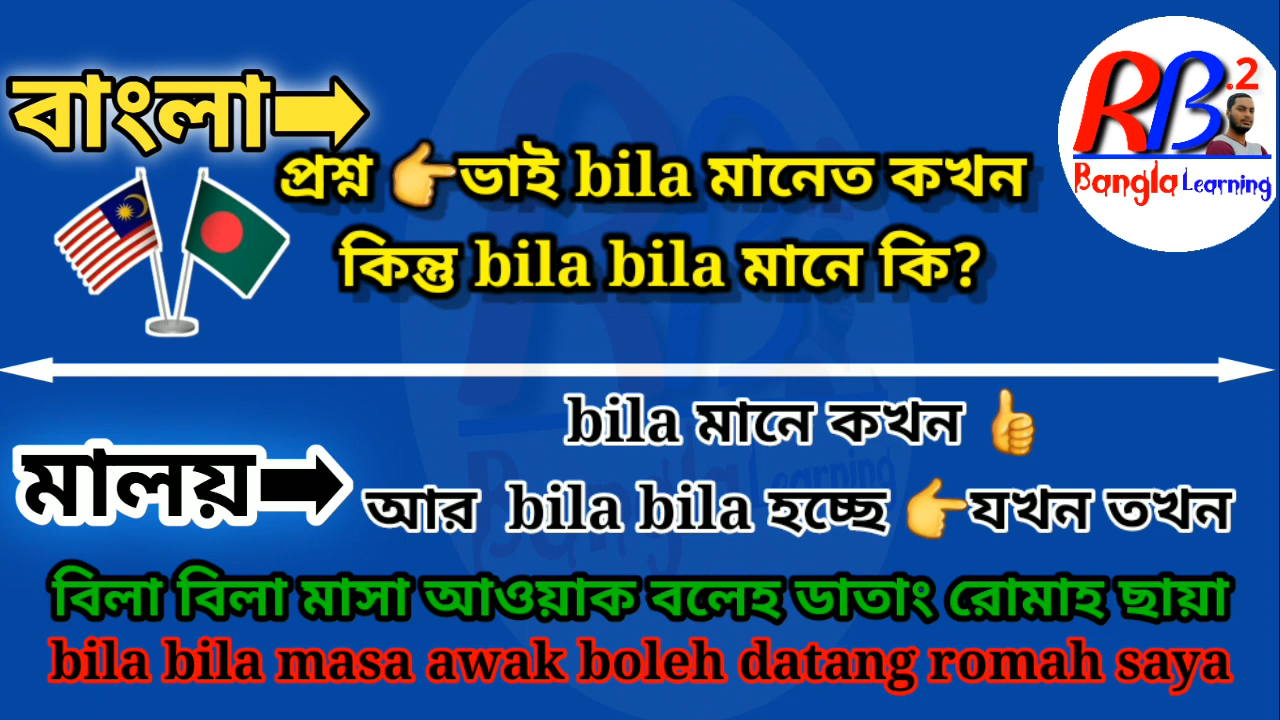 RB.2
Bangla Learning
বাংলা➡
প্রশ্ন 👉ভাই bila মানেত কখন
কিন্তু bila bila মানে কি?
bila মানে কখন 👍
মালয়➡
আর bila bila হচ্ছে 👉যখন তখন
বিলা বিলা মাসা আওয়াক বলেহ ডাতাং রোমাহ ছায়া
bila bila masa awak boleh datang romah saya